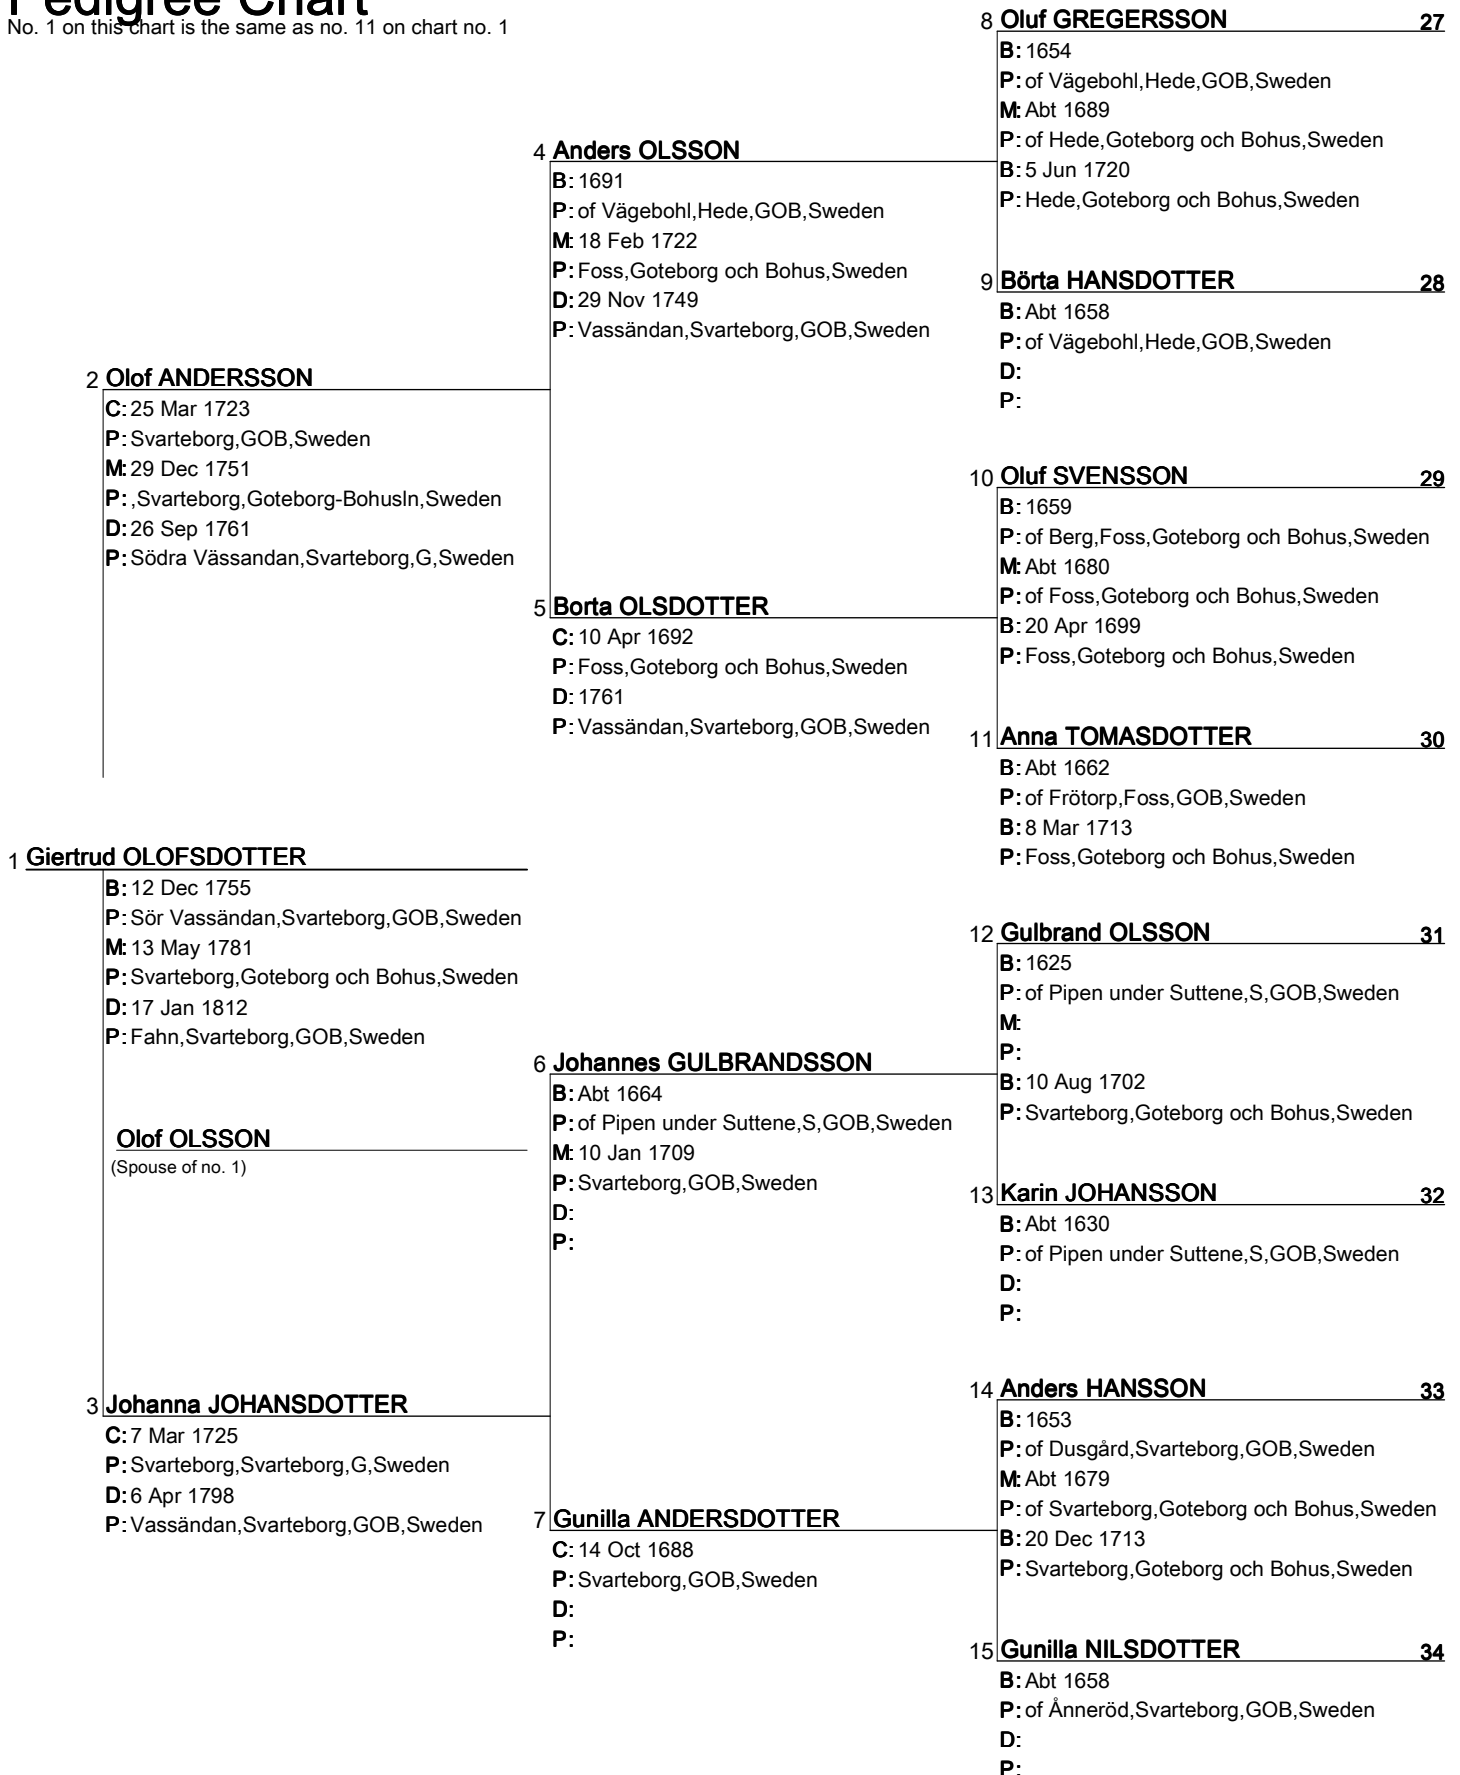 Pedigree Chart
No. 1 on this chart is the same as no. 11 on chart no. 1
8 Oluf GREGERSSON 27
B: 1654
P: of Vägebohl,Hede,GOB,Sweden
M: Abt 1689
P: of Hede,Goteborg och Bohus,Sweden
B: 5 Jun 1720
P: Hede,Goteborg och Bohus,Sweden
4 Anders OLSSON
B: 1691
P: of Vägebohl,Hede,GOB,Sweden
M: 18 Feb 1722
P: Foss,Goteborg och Bohus,Sweden
D: 29 Nov 1749
P: Vassändan,Svarteborg,GOB,Sweden
9 Börta HANSDOTTER 28
B: Abt 1658
P: of Vägebohl,Hede,GOB,Sweden
D:
P:
2 Olof ANDERSSON
C: 25 Mar 1723
P: Svarteborg,GOB,Sweden
M: 29 Dec 1751
P: ,Svarteborg,Goteborg-Bohusln,Sweden
D: 26 Sep 1761
P: Södra Vässandan,Svarteborg,G,Sweden
10 Oluf SVENSSON 29
B: 1659
P: of Berg,Foss,Goteborg och Bohus,Sweden
M: Abt 1680
P: of Foss,Goteborg och Bohus,Sweden
B: 20 Apr 1699
P: Foss,Goteborg och Bohus,Sweden
5 Borta OLSDOTTER
C: 10 Apr 1692
P: Foss,Goteborg och Bohus,Sweden
D: 1761
P: Vassändan,Svarteborg,GOB,Sweden
11 Anna TOMASDOTTER 30
B: Abt 1662
P: of Frötorp,Foss,GOB,Sweden
B: 8 Mar 1713
P: Foss,Goteborg och Bohus,Sweden
1 Giertrud OLOFSDOTTER
B: 12 Dec 1755
P: Sör Vassändan,Svarteborg,GOB,Sweden
M: 13 May 1781
P: Svarteborg,Goteborg och Bohus,Sweden
D: 17 Jan 1812
P: Fahn,Svarteborg,GOB,Sweden
Olof OLSSON
(Spouse of no. 1)
12 Gulbrand OLSSON 31
B: 1625
P: of Pipen under Suttene,S,GOB,Sweden
M:
P:
B: 10 Aug 1702
P: Svarteborg,Goteborg och Bohus,Sweden
6 Johannes GULBRANDSSON
B: Abt 1664
P: of Pipen under Suttene,S,GOB,Sweden
M: 10 Jan 1709
P: Svarteborg,GOB,Sweden
D:
P:
13 Karin JOHANSSON 32
B: Abt 1630
P: of Pipen under Suttene,S,GOB,Sweden
D:
P:
3 Johanna JOHANSDOTTER
C: 7 Mar 1725
P: Svarteborg,Svarteborg,G,Sweden
D: 6 Apr 1798
P: Vassändan,Svarteborg,GOB,Sweden
14 Anders HANSSON 33
B: 1653
P: of Dusgård,Svarteborg,GOB,Sweden
M: Abt 1679
P: of Svarteborg,Goteborg och Bohus,Sweden
B: 20 Dec 1713
P: Svarteborg,Goteborg och Bohus,Sweden
7 Gunilla ANDERSDOTTER
C: 14 Oct 1688
P: Svarteborg,GOB,Sweden
D:
P:
15 Gunilla NILSDOTTER 34
B: Abt 1658
P: of Ånneröd,Svarteborg,GOB,Sweden
D:
P: